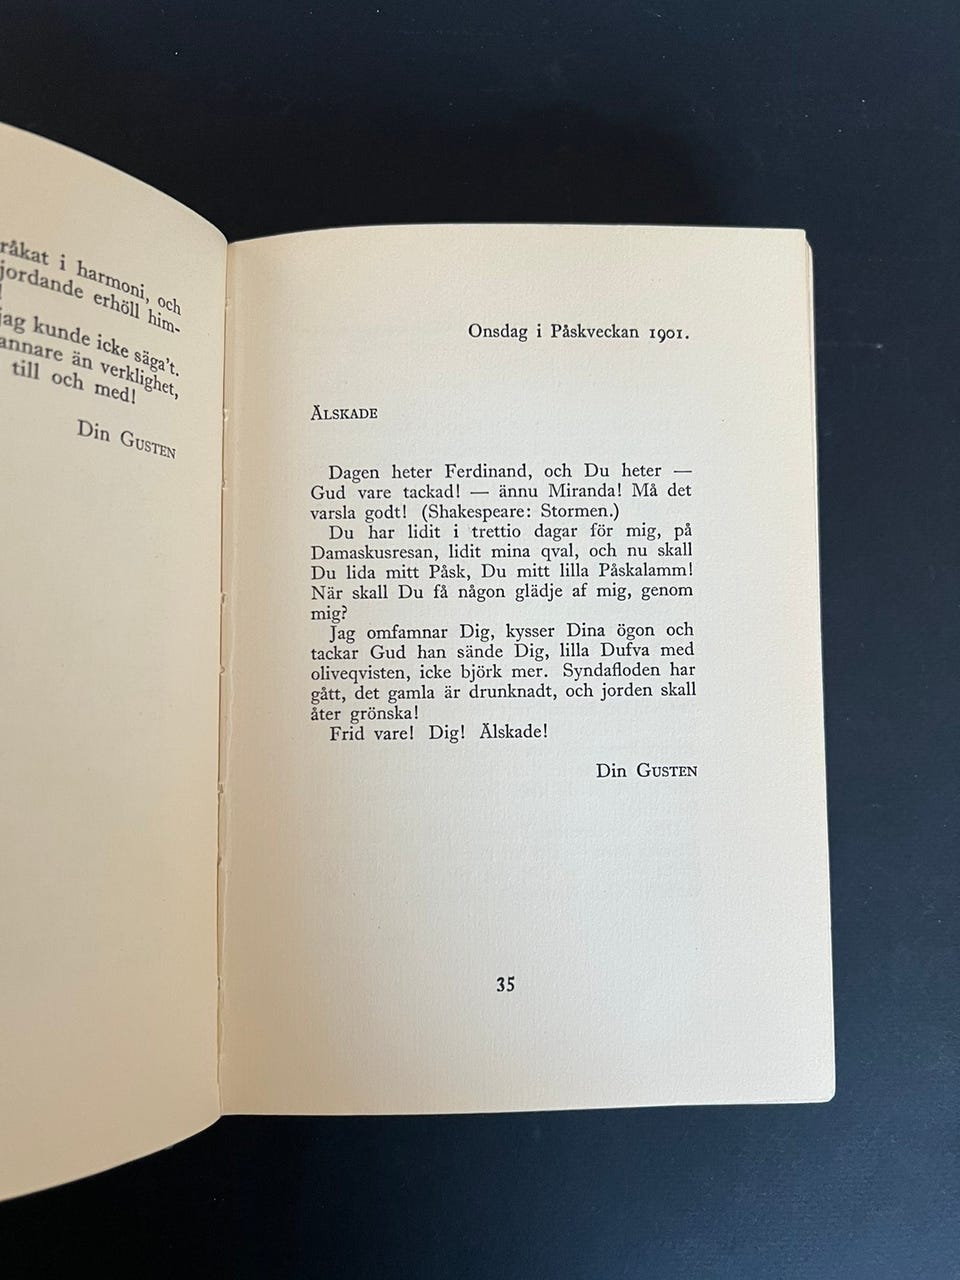 råkat i harmoni, och
jordande erhöll him-
jag kunde icke säga't.
annare än verklighet,
till och med!
Din GUSTEN
Onsdag i Påskveckan 1901.
ÄLSKADE
Dagen heter Ferdinand, och Du heter —
Gud vare tackad! — ännu Miranda! Må det
varsla godt! (Shakespeare: Stormen.)
Du har lidit i trettio dagar för mig, på
Damaskusresan, lidit mina qval, och nu skall
Du lida mitt Påsk, Du mitt lilla Påskalamm!
När skall Du få någon glädje af mig, genom
mig?
Jag omfamnar Dig, kysser Dina ögon och
tackar Gud han sände Dig, lilla Dufva med
oliveqvisten, icke björk mer. Syndafloden har
gått, det gamla är drunknadt, och jorden skall
åter grönska!
Frid vare! Dig! Älskade!
Din GUSTEN
35